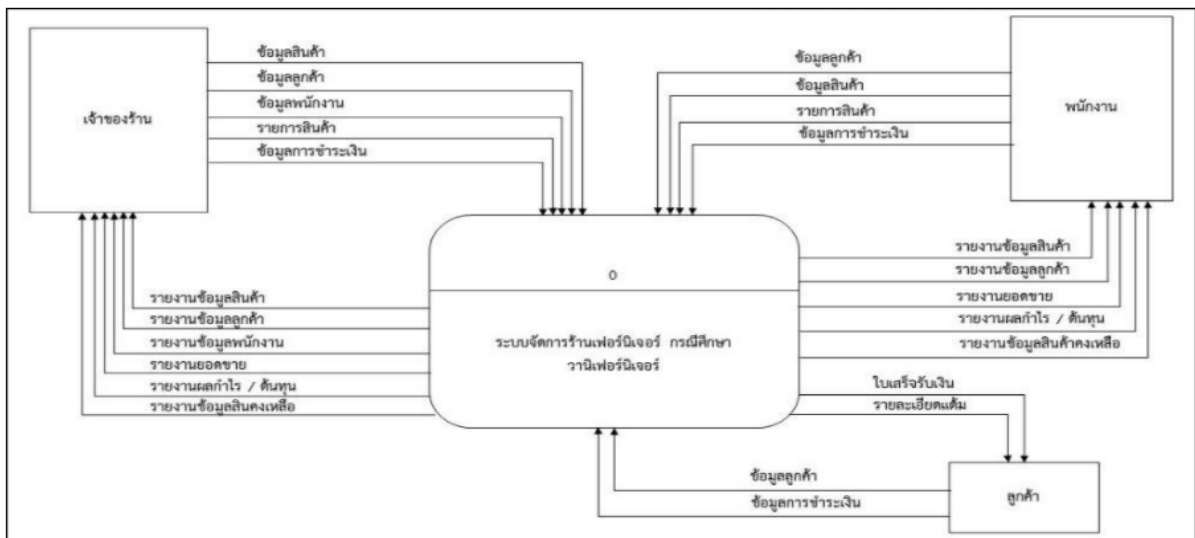 เจ้าของร้าน
ข้อมูลสินค้า
ข้อมูลลูกค้า
ข้อมูลพนักงาน
รายการสินค้า
ข้อมูลการชำระเงิน
ข้อมูลลูกค้า
ข้อมูลสินค้า
รายการสินค้า
ข้อมูลการชำระเงิน
พนักงาน
0
ระบบจัดการร้านเฟอร์นิเจอร์ กรณีศึกษา
วานิเฟอร์นิเจอร์
รายงานข้อมูลสินค้า
รายงานข้อมูลลูกค้า
รายงานข้อมูลพนักงาน
รายงานยอดขาย
รายงานผลกำไร / ต้นทุน
รายงานข้อมูลสินคงเหลือ
รายงานข้อมูลสินค้า
รายงานข้อมูลลูกค้า
รายงานยอดขาย
รายงานผลกำไร / ต้นทุน
รายงานข้อมูลสินค้าคงเหลือ
ใบเสร็จรับเงิน
รายละเอียดแต้ม
ข้อมูลลูกค้า
ข้อมูลการชำระเงิน
ลูกค้า